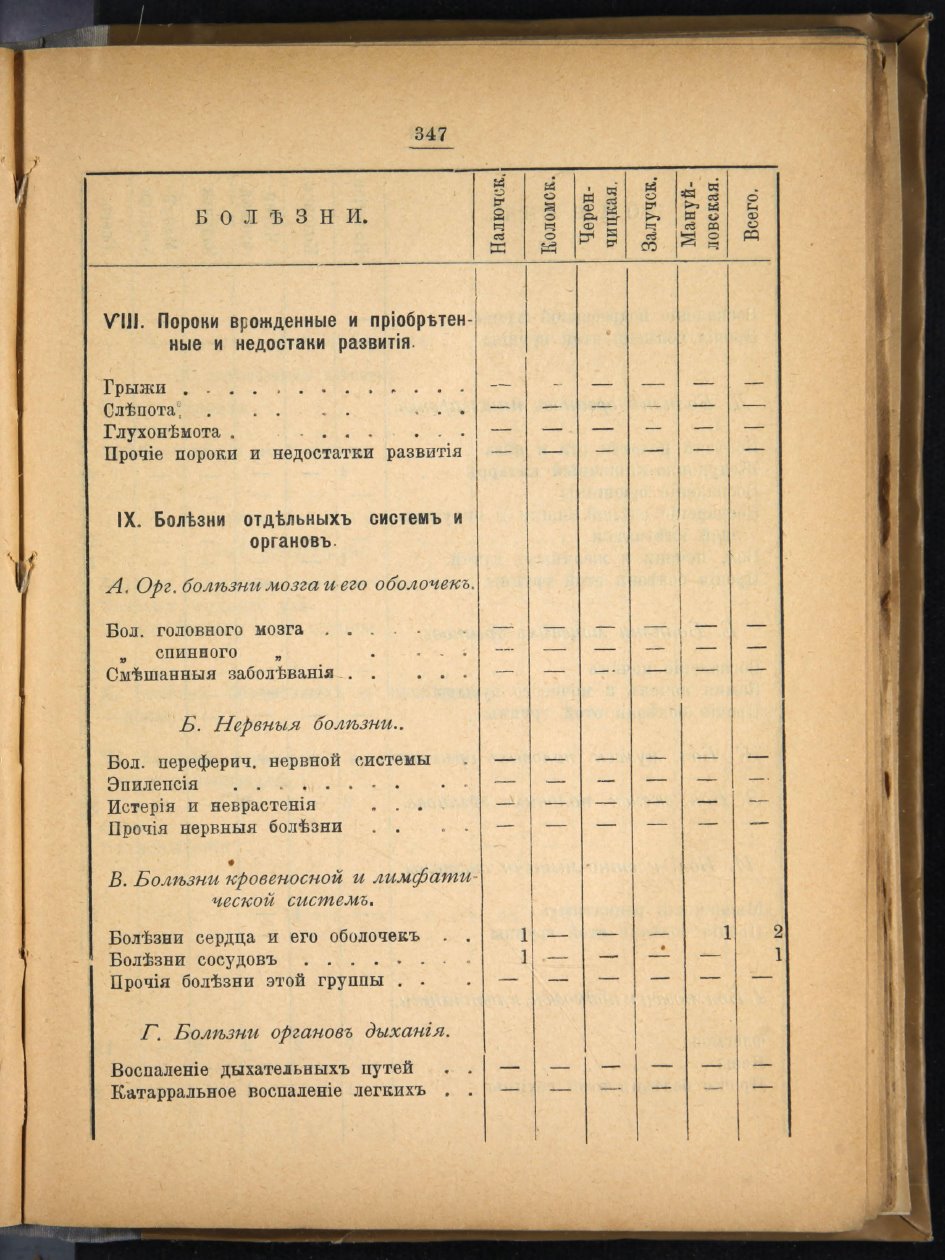 347
БОЛѢЗНИ. Налючск. Коломск. Черен-чицкая. Залучск. Мануй-ловская. Всего.
VIII. Пороки врожденные и пріобрѣтен-
ные и недостаки развитія.
Грыжи . . . . . . . . . . . . — — — — — —
Слѣпота . . . . . . . — — — — — —
Глухонѣмота . . . . . . . — — — — — —
Прочіе пороки и недостатки развитія — — — — — —
IX. Болѣзни отдѣльныхъ системъ и
органовъ.
А. Орг. болѣзни мозга и его оболочекъ.
Бол. головного мозга . . . . . . . — — — — — —
„ спинного „ . . . . — — — — — —
Смѣшанныя заболѣванія . . . . . — — — — — —
Б. Нервныя болѣзни..
Бол. переферич. нервной системы . — — — — — —
Эпилепсія . . . . . . . . . — — — — — —
Истерія и неврастенія . . . . — — — — — —
Прочія нервныя болѣзни . . . . — — — — — —
В. Болѣзни кровеносной и лимфати-
ческой системъ.
Болѣзни сердца и его оболочекъ . . 1 — — — 1 2
Болѣзни сосудовъ . . . . . . . . 1 — — — — 1
Прочія болѣзни этой группы . . . — — — — — —
Г. Болѣзни органовъ дыханія.
Воспаленіе дыхательныхъ путей . . — — — — — —
Катарральное воспаленіе легкихъ . . — — — — — —